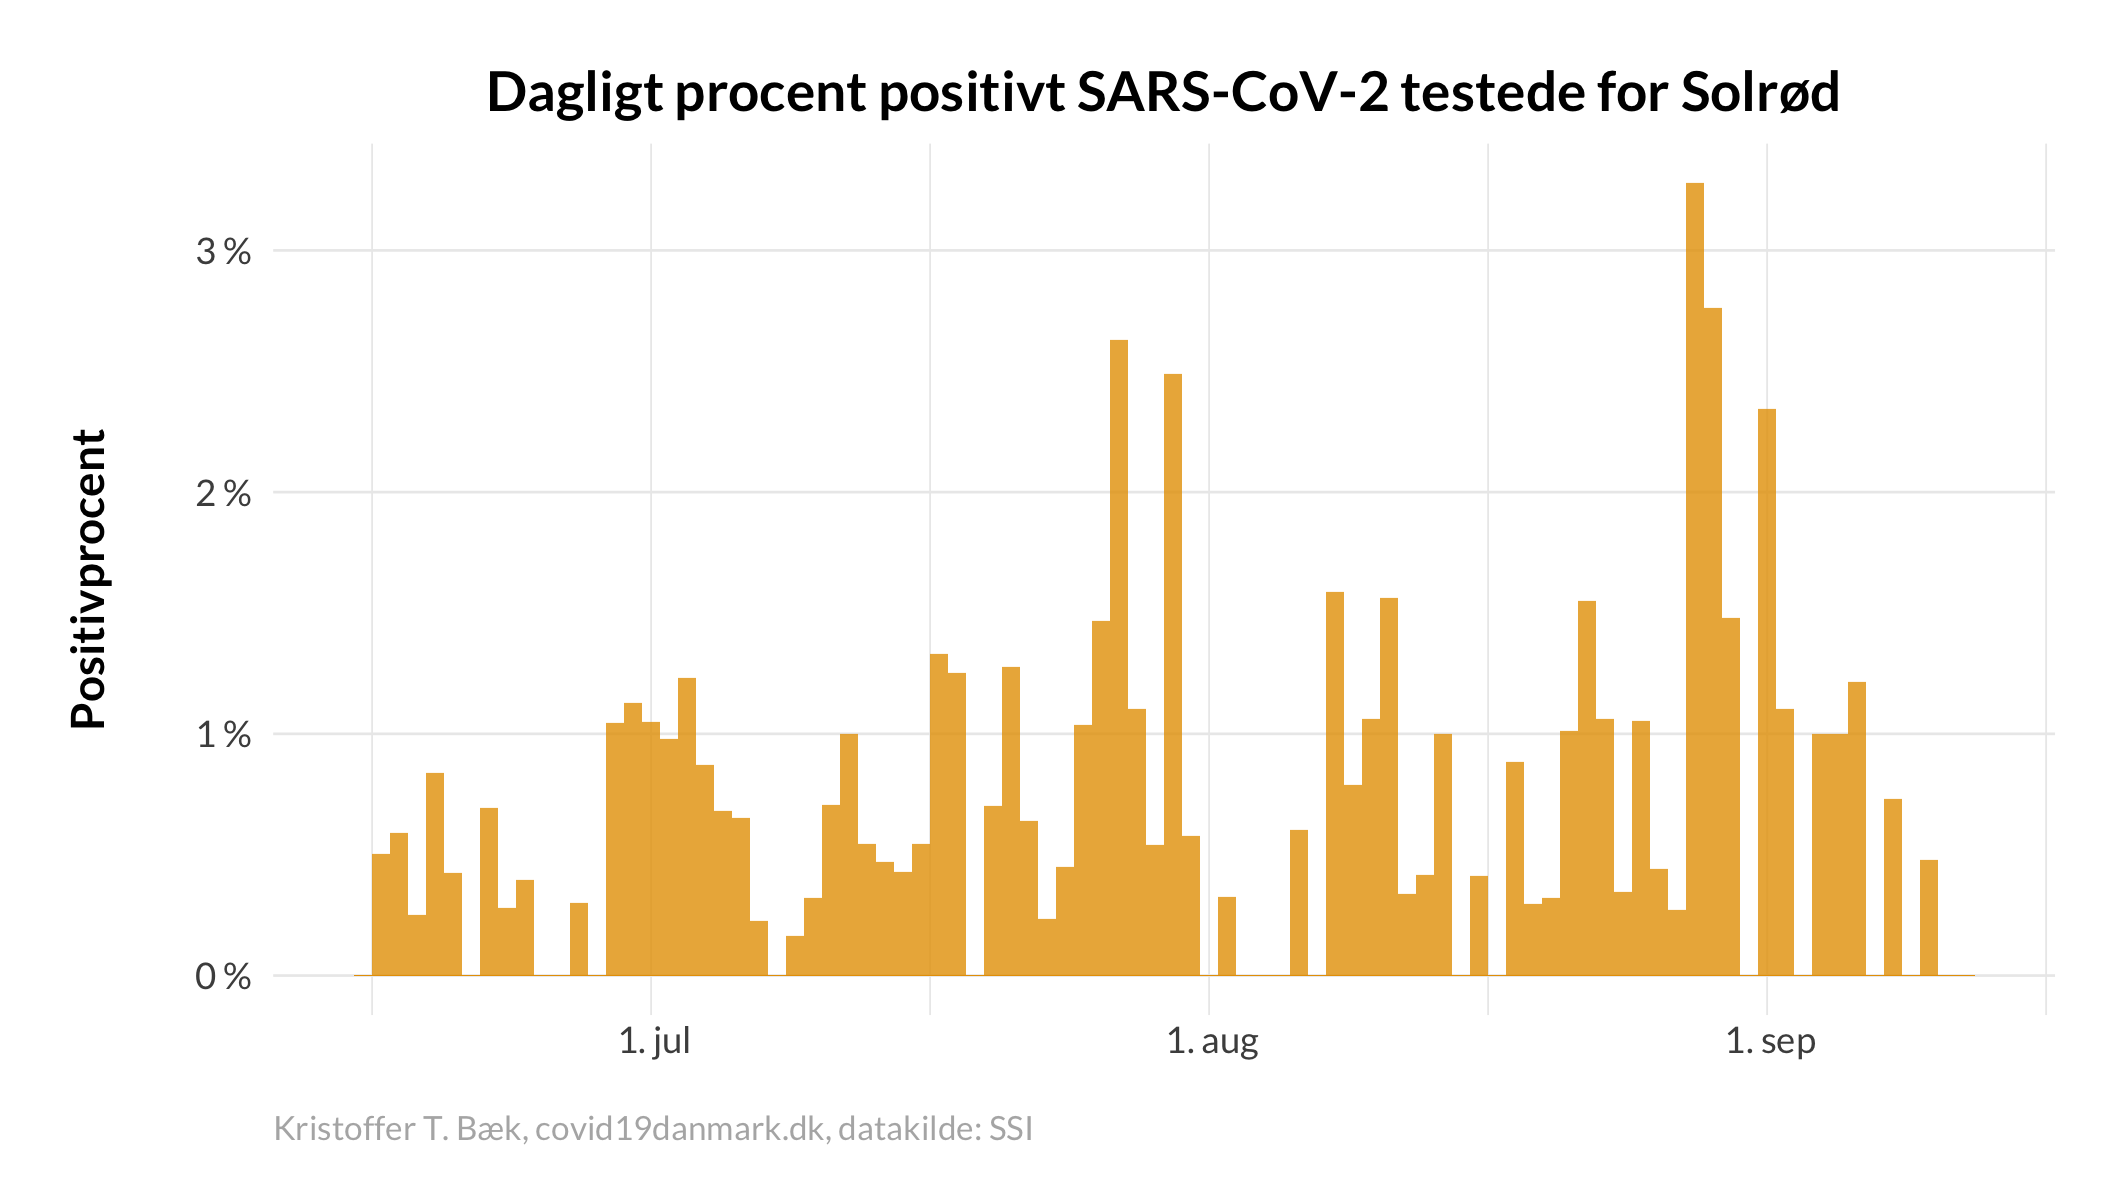 Dagligt procent positivt SARS-CoV-2 testede for Solrød
Positivprocent
3 %
2 %
1 %
0 %
1. jul
1. aug
1. sep
Kristoffer T. Bæk, covid19danmark.dk, datakilde: SSI